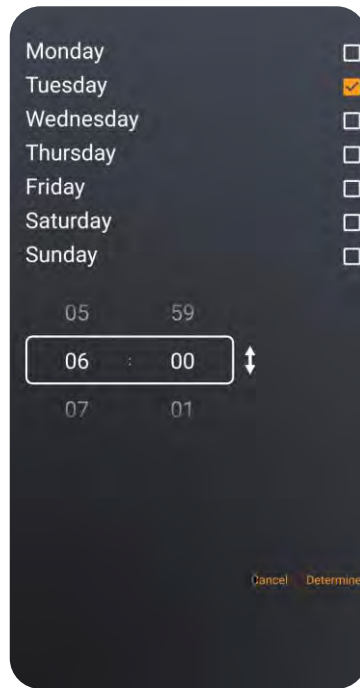 Monday
Tuesday
Wednesday
Thursday
Friday
Saturday
Sunday
05 59
06 : 00
07 01
Cancel Determine